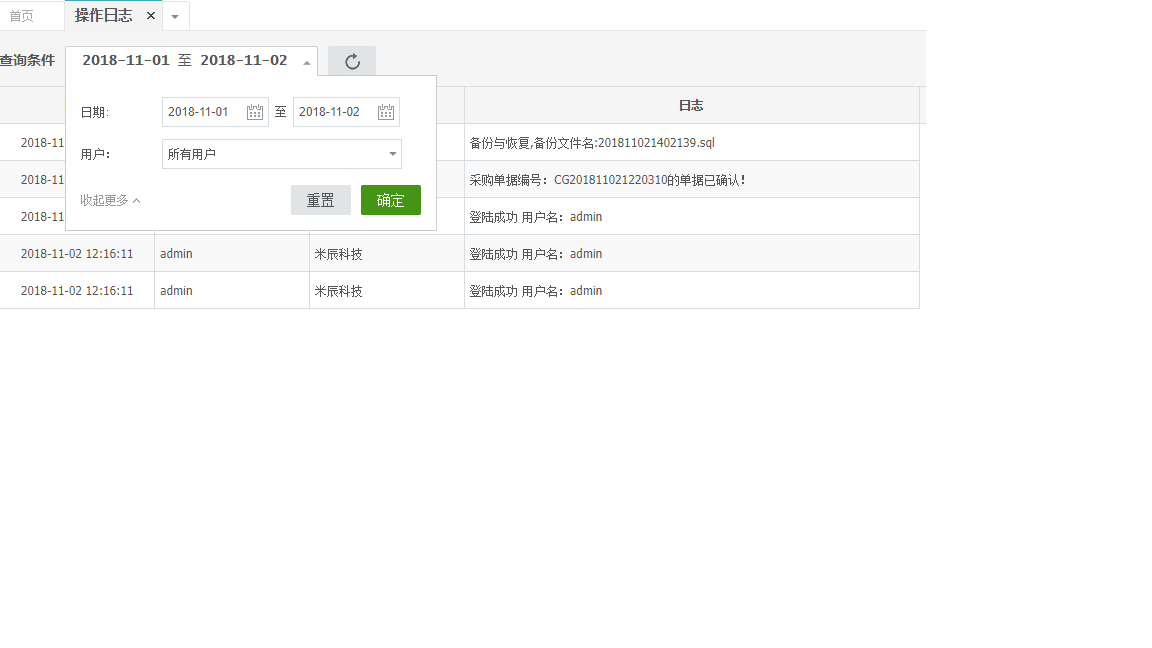 首页 操作日志
查询条件 2018-11-01 至 2018-11-02
日志
日期: 2018-11-01 至 2018-11-02
2018-11 备份与恢复,备份文件名:201811021402139.sql
用户: 所有用户
2018-11 采购单据编号：CG201811021220310的单据已确认！
收起更多 重置 确定
2018-11 登陆成功 用户名：admin
2018-11-02 12:16:11 admin 米辰科技 登陆成功 用户名：admin
2018-11-02 12:16:11 admin 米辰科技 登陆成功 用户名：admin